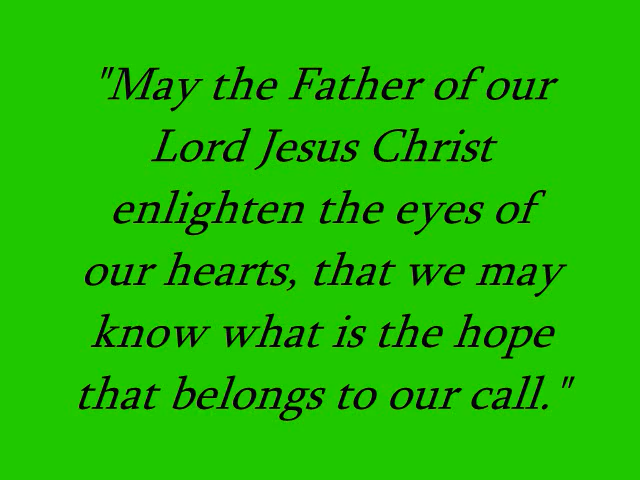 "May the Father of our
Lord Jesus Christ
enlighten the eyes of
our hearts, that we may
know what is the hope
that belongs to our call."